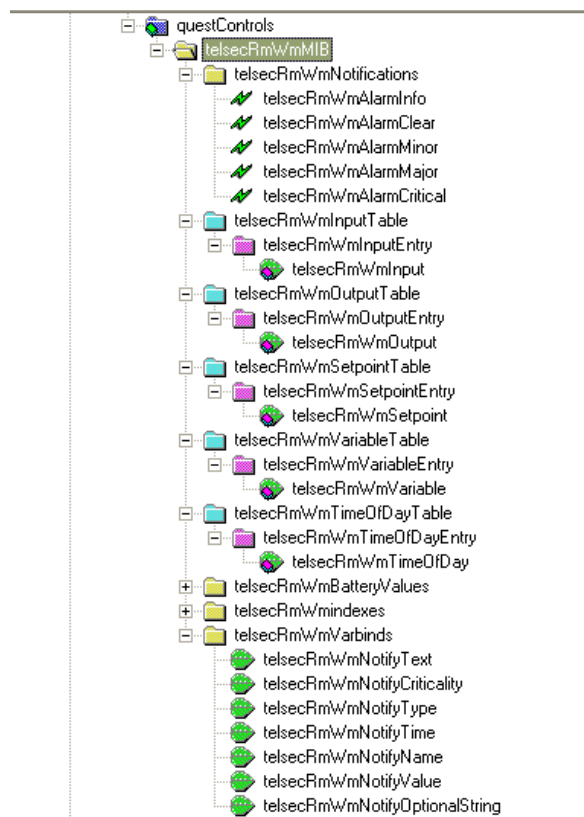 questControls
telsecRmWmMIB
telsecRmWmNotifications
telsecRmWmAlarmInfo
telsecRmWmAlarmClear
telsecRmWmAlarmMinor
telsecRmWmAlarmMajor
telsecRmWmAlarmCritical
telsecRmWmInputTable
telsecRmWmInputEntry
telsecRmWmInput
telsecRmWmOutputTable
telsecRmWmOutputEntry
telsecRmWmOutput
telsecRmWmSetpointTable
telsecRmWmSetpointEntry
telsecRmWmSetpoint
telsecRmWmVariableTable
telsecRmWmVariableEntry
telsecRmWmVariable
telsecRmWmTimeOfDayTable
telsecRmWmTimeOfDayEntry
telsecRmWmTimeOfDay
telsecRmWmBatteryValues
telsecRmWmindexes
telsecRmWmVarbinds
telsecRmWmNotifyText
telsecRmWmNotifyCriticality
telsecRmWmNotifyType
telsecRmWmNotifyTime
telsecRmWmNotifyName
telsecRmWmNotifyValue
telsecRmWmNotifyOptionalString